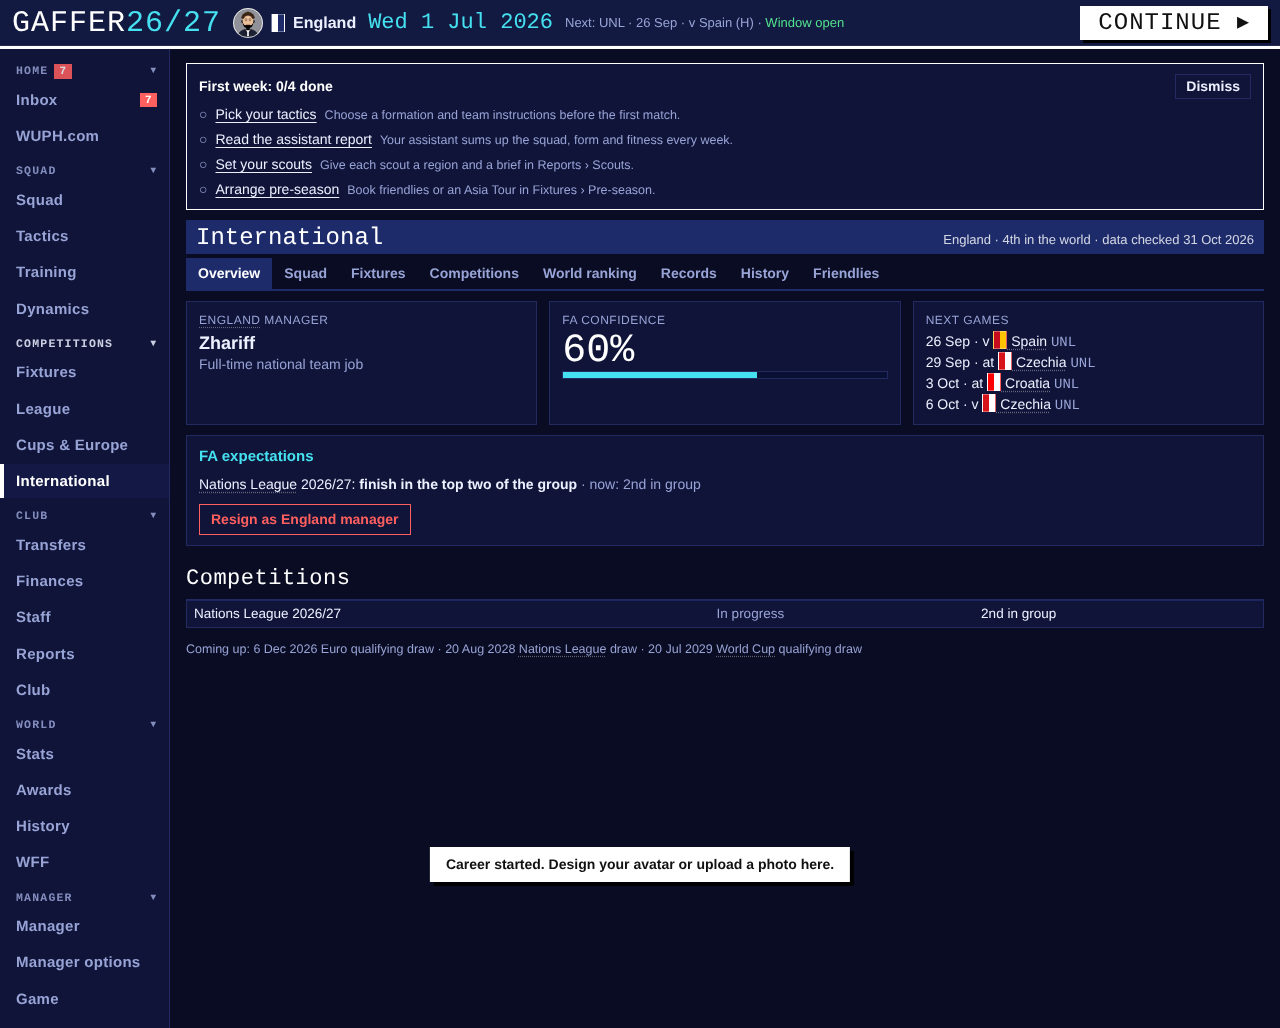 GAFFER26/27 England Wed 1 Jul 2026 Next: UNL · 26 Sep · v Spain (H) · Window open CONTINUE ►
HOME 7 ▼
Inbox 7
WUPH.com
SQUAD ▼
Squad
Tactics
Training
Dynamics
COMPETITIONS ▼
Fixtures
League
Cups & Europe
International
CLUB ▼
Transfers
Finances
Staff
Reports
Club
WORLD ▼
Stats
Awards
History
WFF
MANAGER ▼
Manager
Manager options
Game
First week: 0/4 done Dismiss
○ Pick your tactics Choose a formation and team instructions before the first match.
○ Read the assistant report Your assistant sums up the squad, form and fitness every week.
○ Set your scouts Give each scout a region and a brief in Reports › Scouts.
○ Arrange pre-season Book friendlies or an Asia Tour in Fixtures › Pre-season.
International England · 4th in the world · data checked 31 Oct 2026
Overview Squad Fixtures Competitions World ranking Records History Friendlies
ENGLAND MANAGER
Zhariff
Full-time national team job
FA CONFIDENCE
60%
NEXT GAMES
26 Sep · v Spain UNL
29 Sep · at Czechia UNL
3 Oct · at Croatia UNL
6 Oct · v Czechia UNL
FA expectations
Nations League 2026/27: finish in the top two of the group · now: 2nd in group
Resign as England manager
Competitions
Nations League 2026/27 In progress 2nd in group
Coming up: 6 Dec 2026 Euro qualifying draw · 20 Aug 2028 Nations League draw · 20 Jul 2029 World Cup qualifying draw
Career started. Design your avatar or upload a photo here.